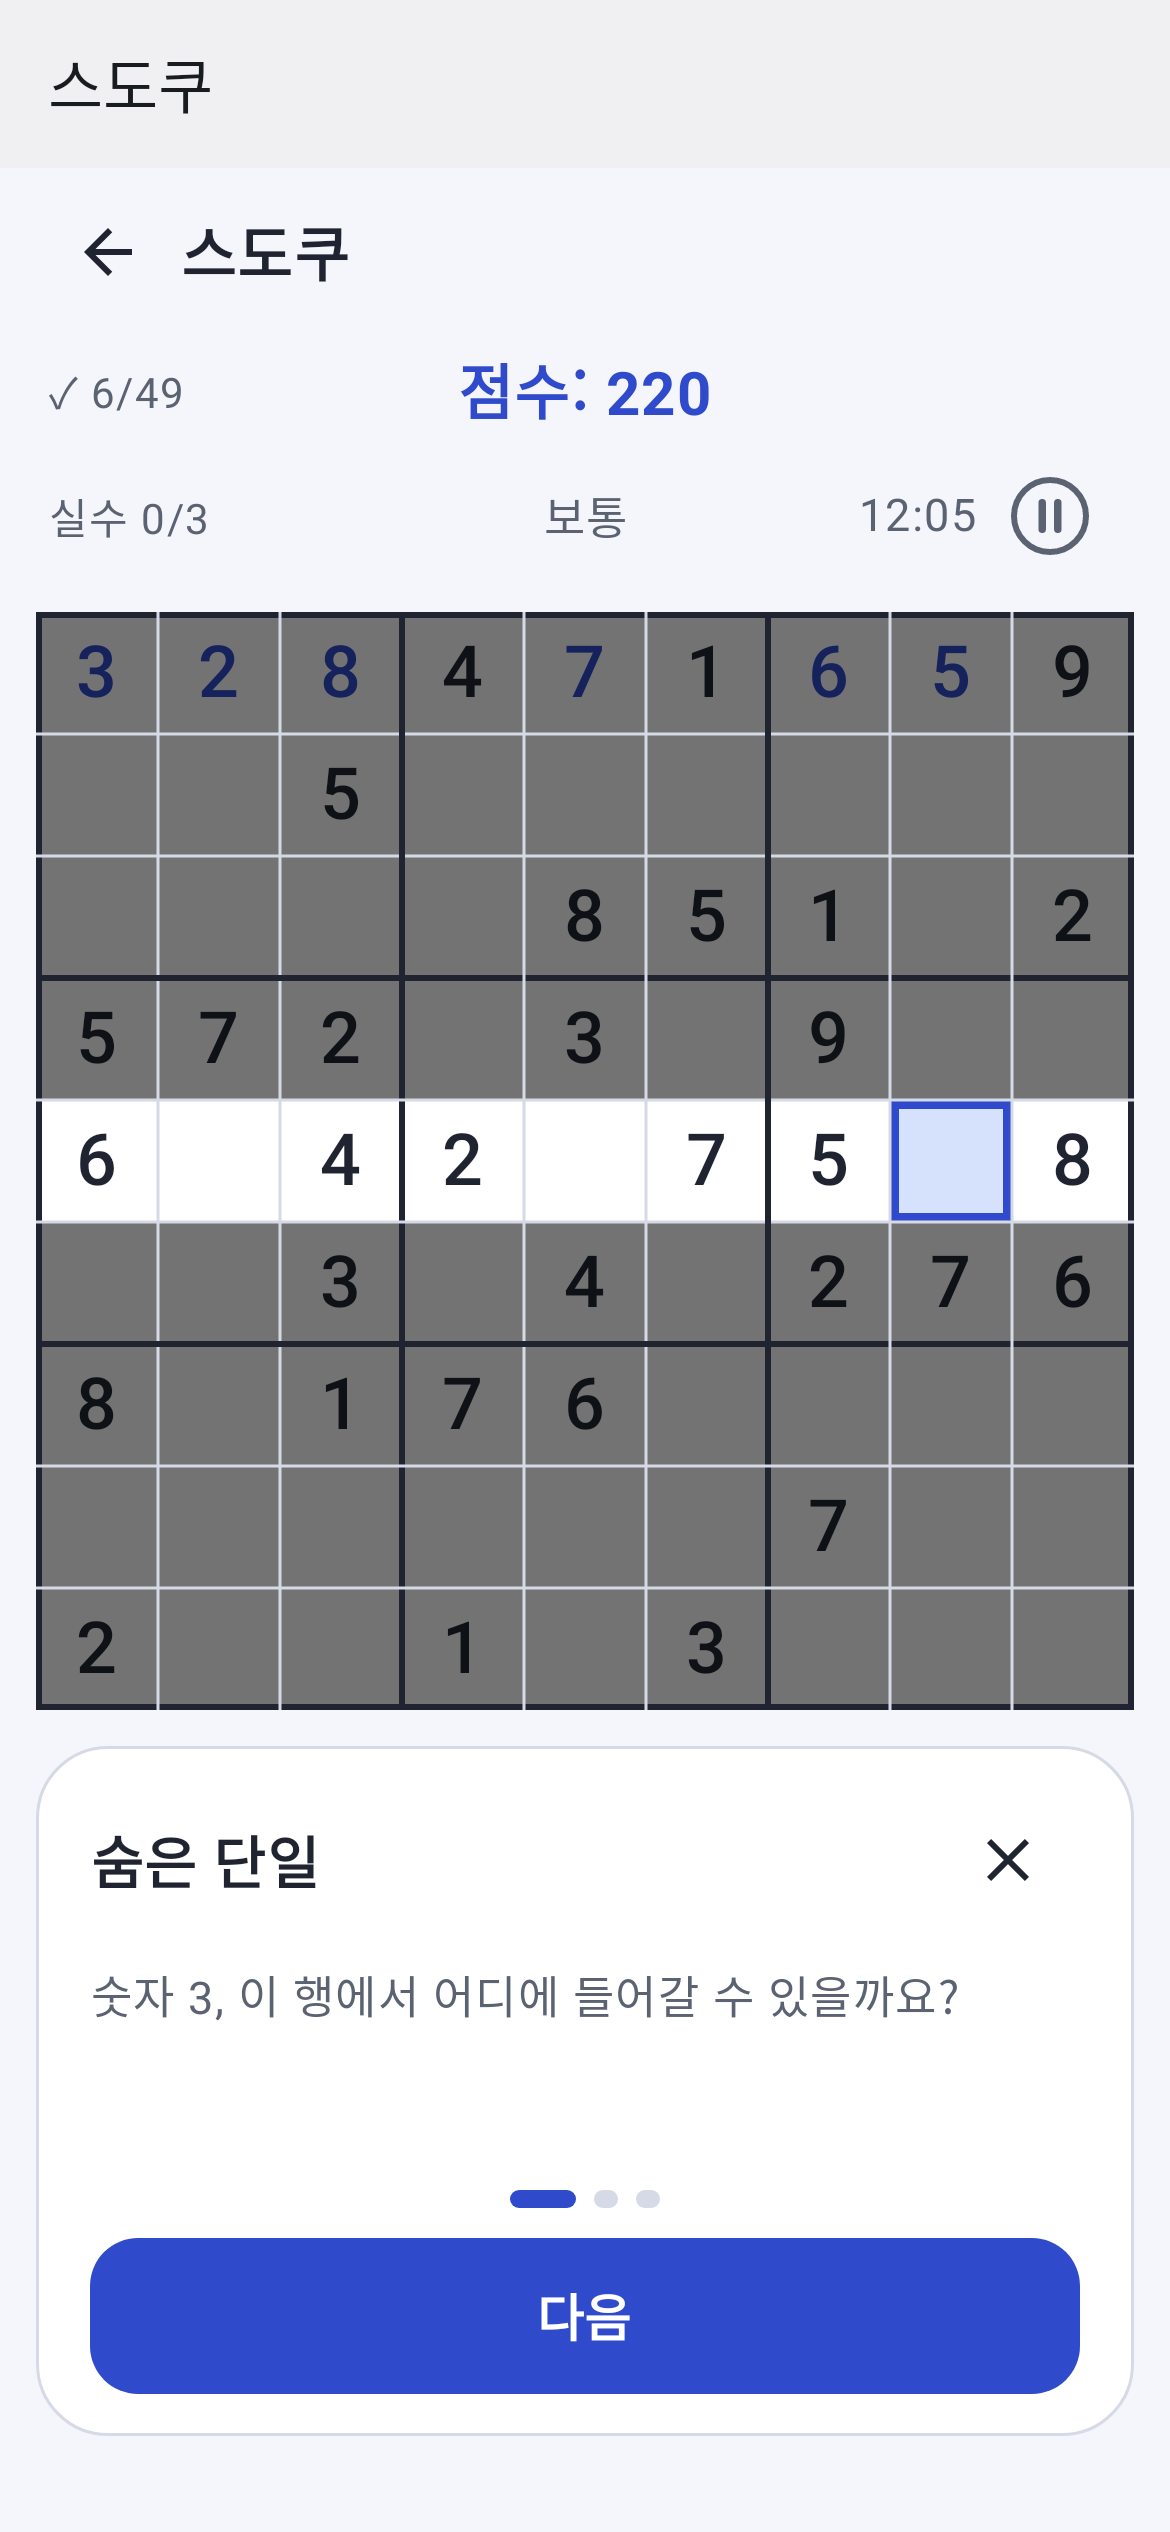 스도쿠
스도쿠
✓ 6/49
점수: 220
실수 0/3
보통
12:05
3 2 8 4 7 1 6 5 9
5
8 5 1 2
5 7 2 3 9
6 4 2 7 5 8
3 4 2 7 6
8 1 7 6
7
2 1 3
숨은 단일
숫자 3, 이 행에서 어디에 들어갈 수 있을까요?
다음